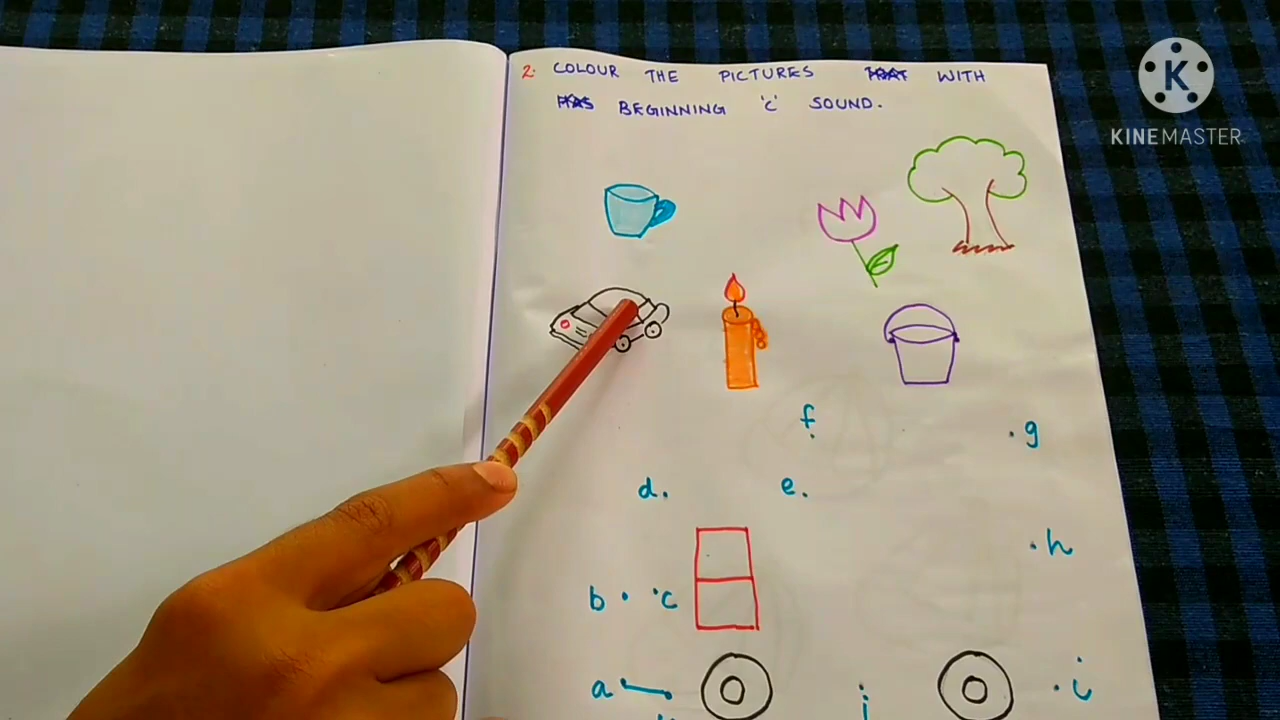 2. COLOUR THE PICTURES THAT WITH
HAS BEGINNING 'C' SOUND.
K
KINEMASTER
f
g
d.
e.
h
b
c
a
j
i